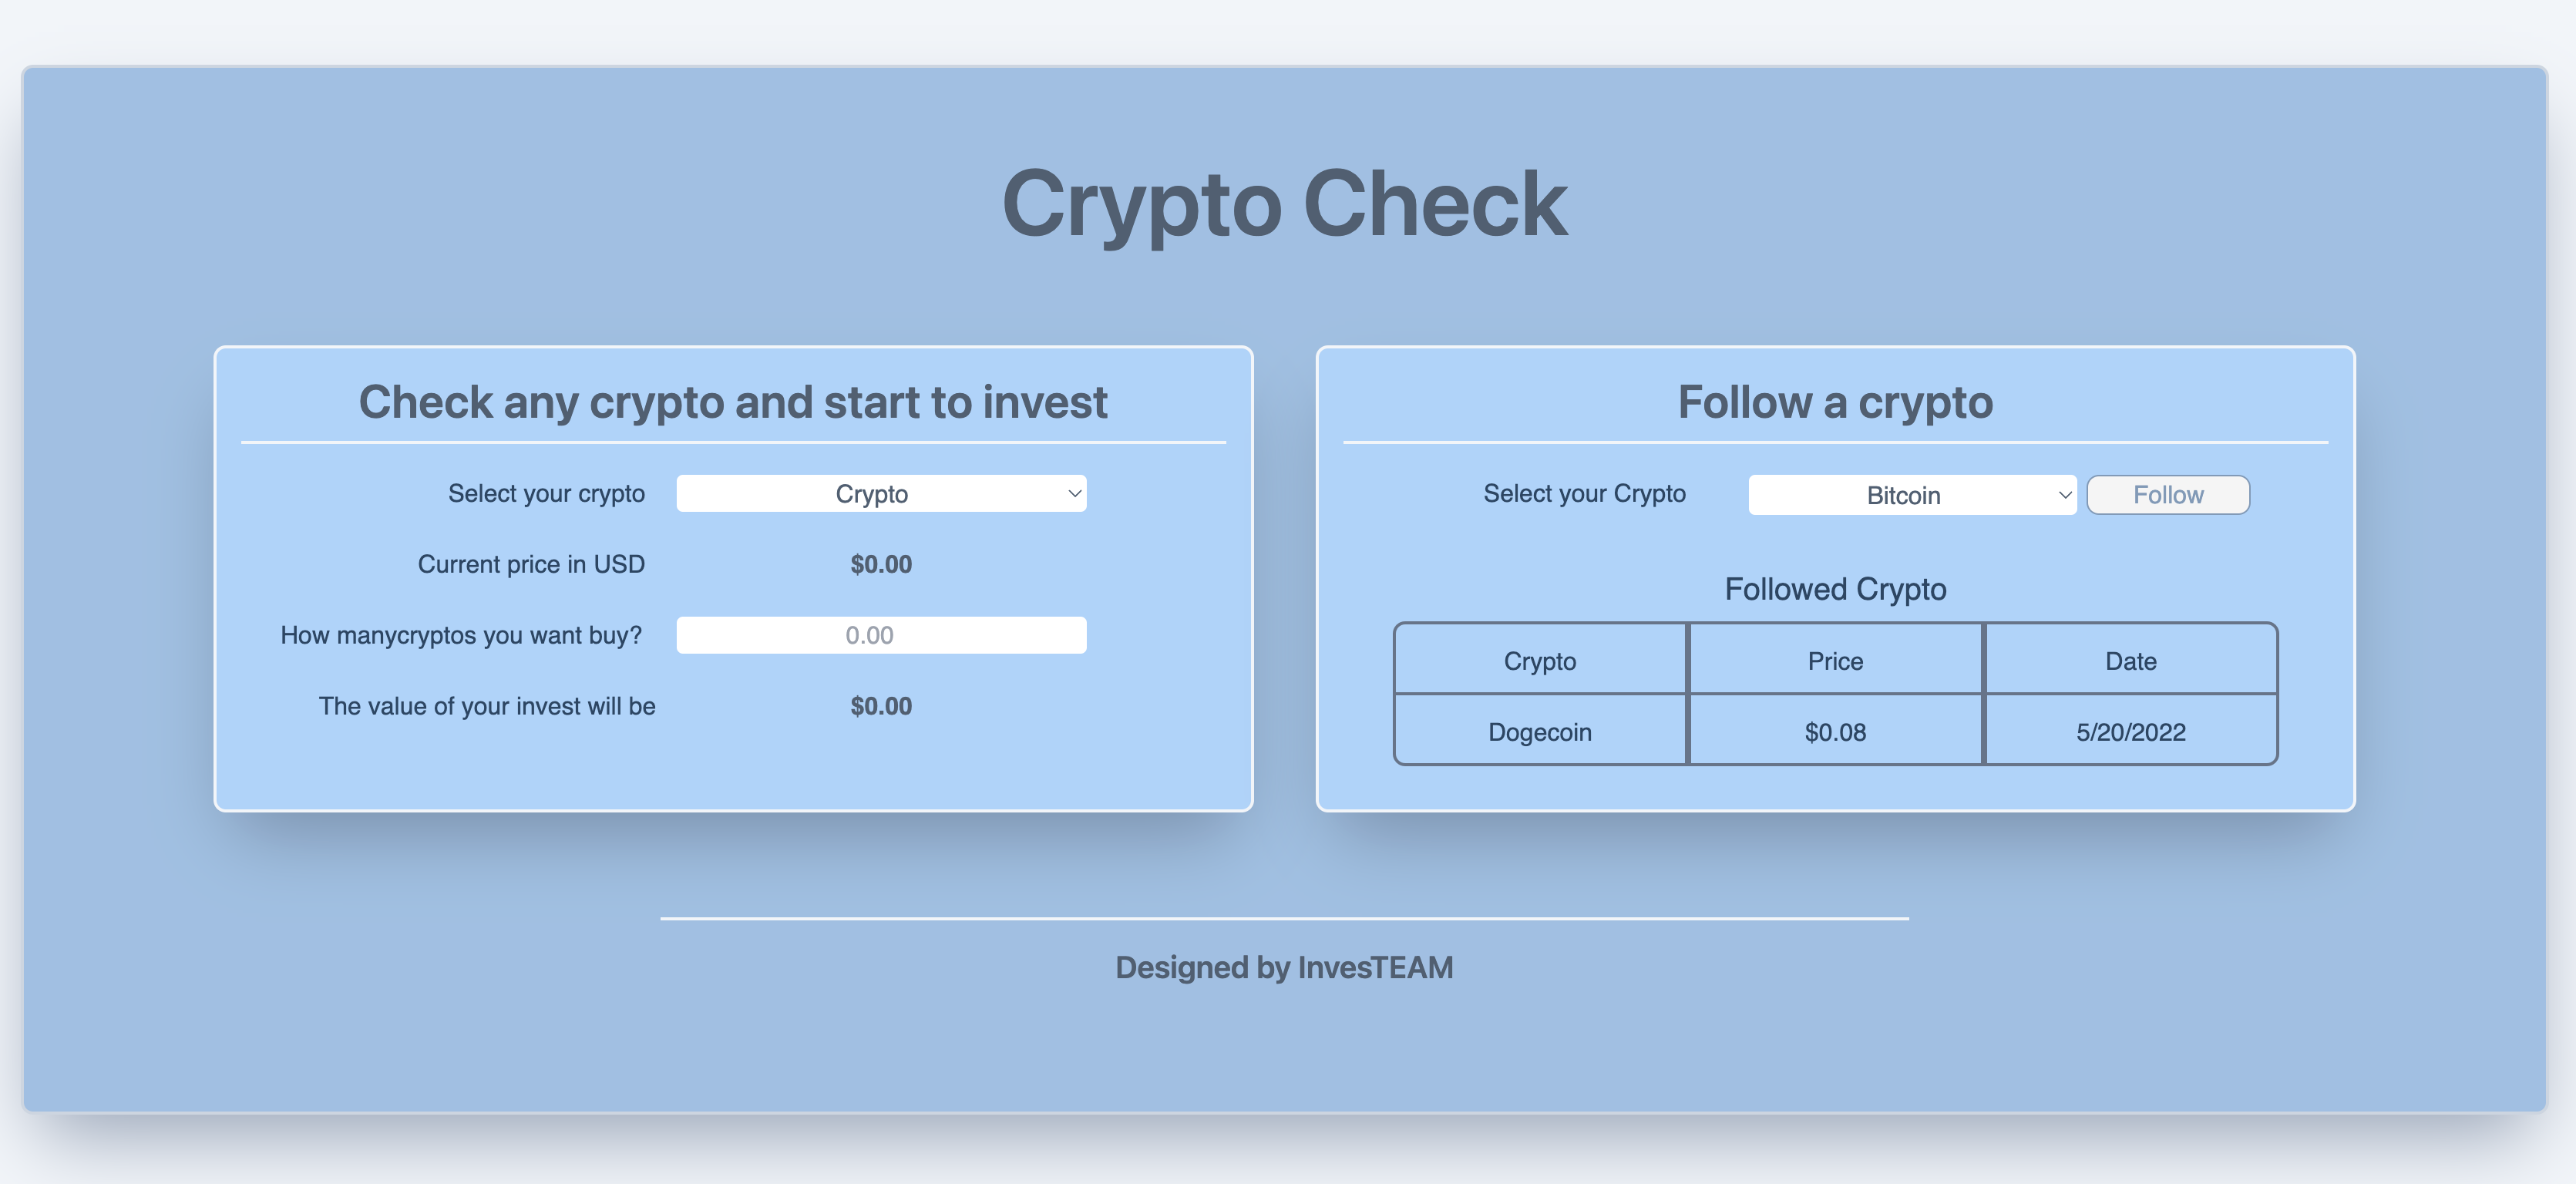 Crypto Check
Check any crypto and start to invest
Select your crypto
Crypto
Current price in USD
$0.00
How manycryptos you want buy?
0.00
The value of your invest will be
$0.00
Follow a crypto
Select your Crypto
Bitcoin
Follow
Followed Crypto
Crypto Price Date
Dogecoin $0.08 5/20/2022
Designed by InvesTEAM